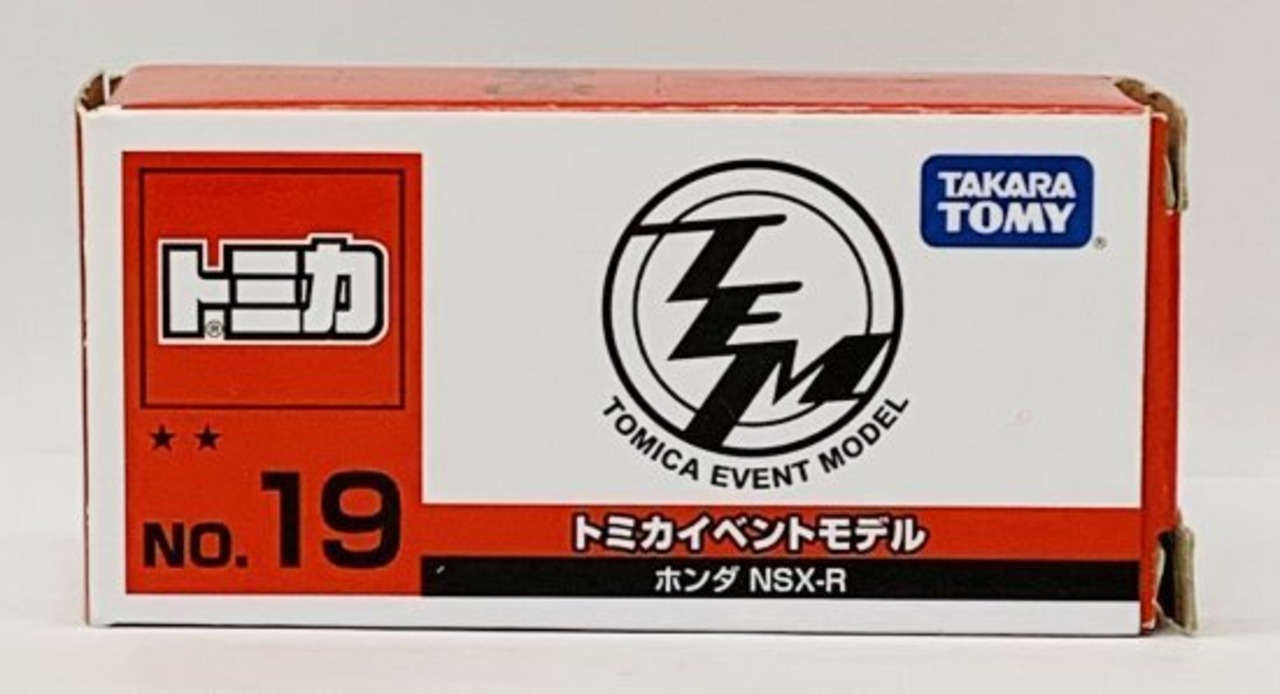 トミカ®
★ ★
NO. 19
TEM
TOMICA EVENT MODEL
TAKARA
TOMY®
トミカイベントモデル
ホンダ NSX-R